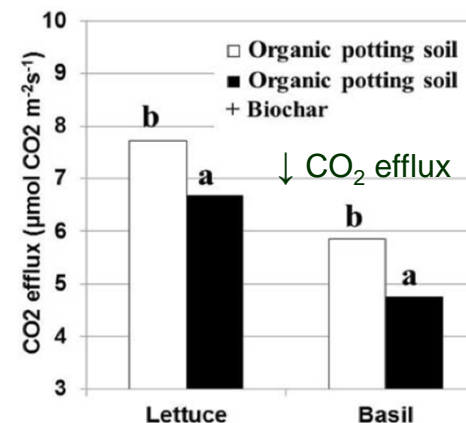 CO2 efflux (µmol CO2 m⁻²s⁻¹)
10
9
8
7
6
5
4
3
□ Organic potting soil
■ Organic potting soil
+ Biochar
↓ CO₂ efflux
b
a
b
a
Lettuce
Basil